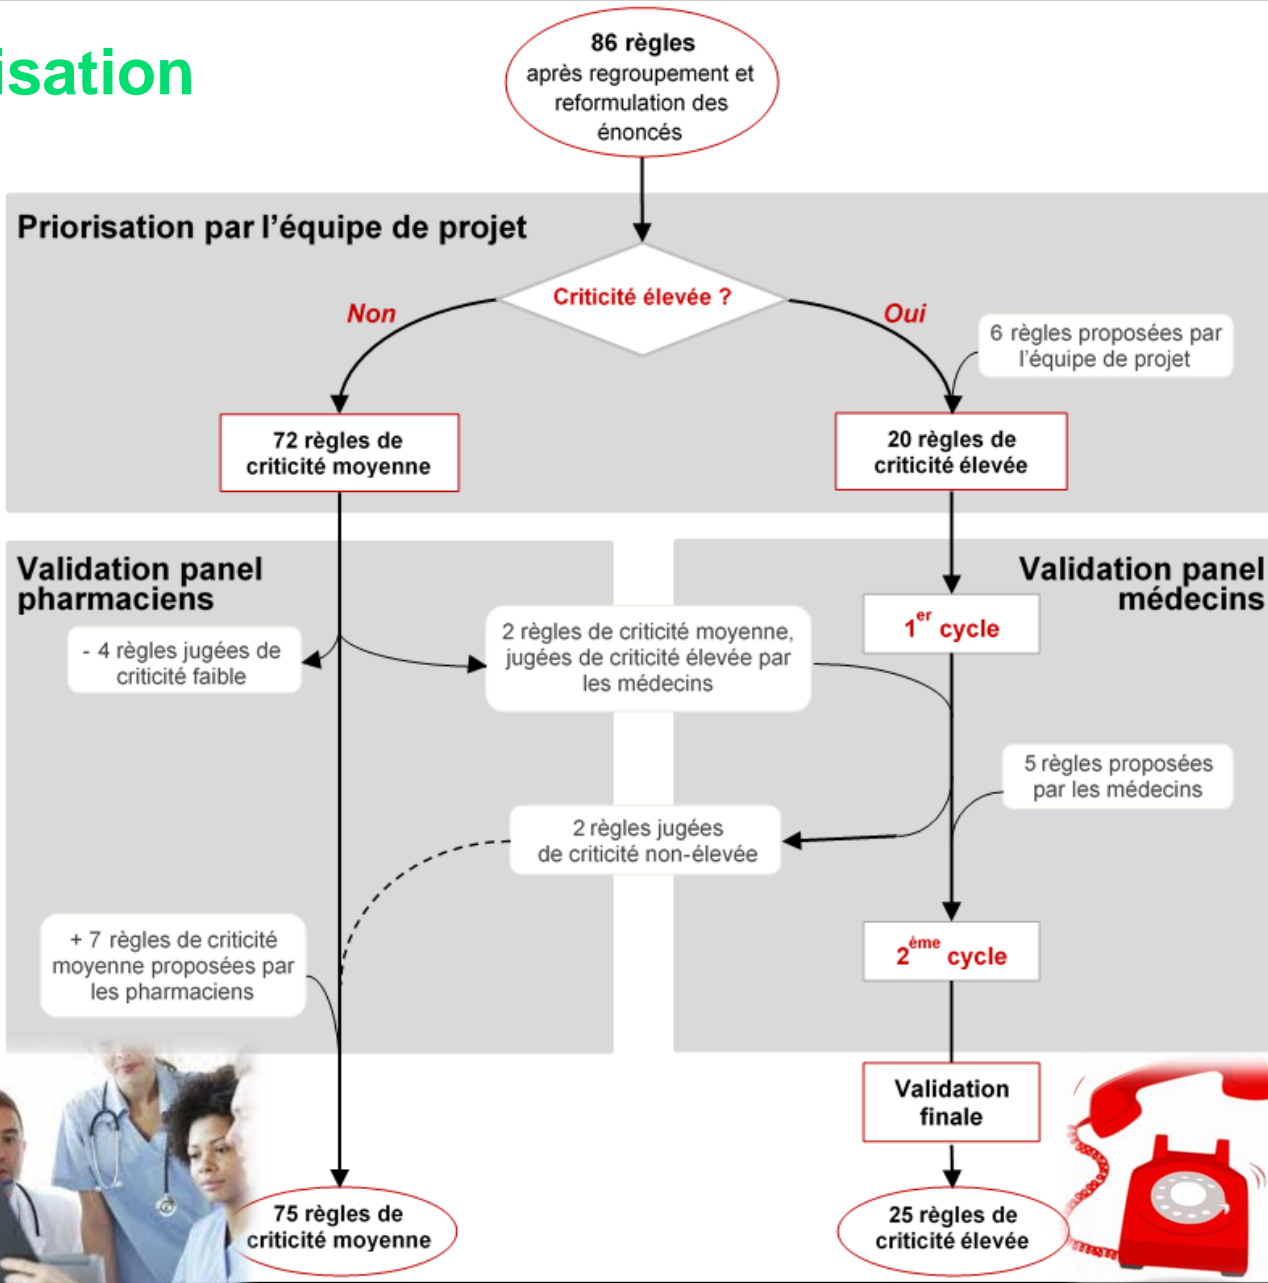 isation
86 règles
après regroupement et
reformulation des
énoncés
Priorisation par l'équipe de projet
Criticité élevée ?
Non
Oui
6 règles proposées par
l'équipe de projet
72 règles de
criticité moyenne
20 règles de
criticité élevée
Validation panel
pharmaciens
Validation panel
médecins
1er cycle
- 4 règles jugées de
criticité faible
2 règles de criticité moyenne,
jugées de criticité élevée par
les médecins
5 règles proposées
par les médecins
2 règles jugées
de criticité non-élevée
+ 7 règles de criticité
moyenne proposées par
les pharmaciens
2ème cycle
Validation
finale
75 règles de
criticité moyenne
25 règles de
criticité élevée